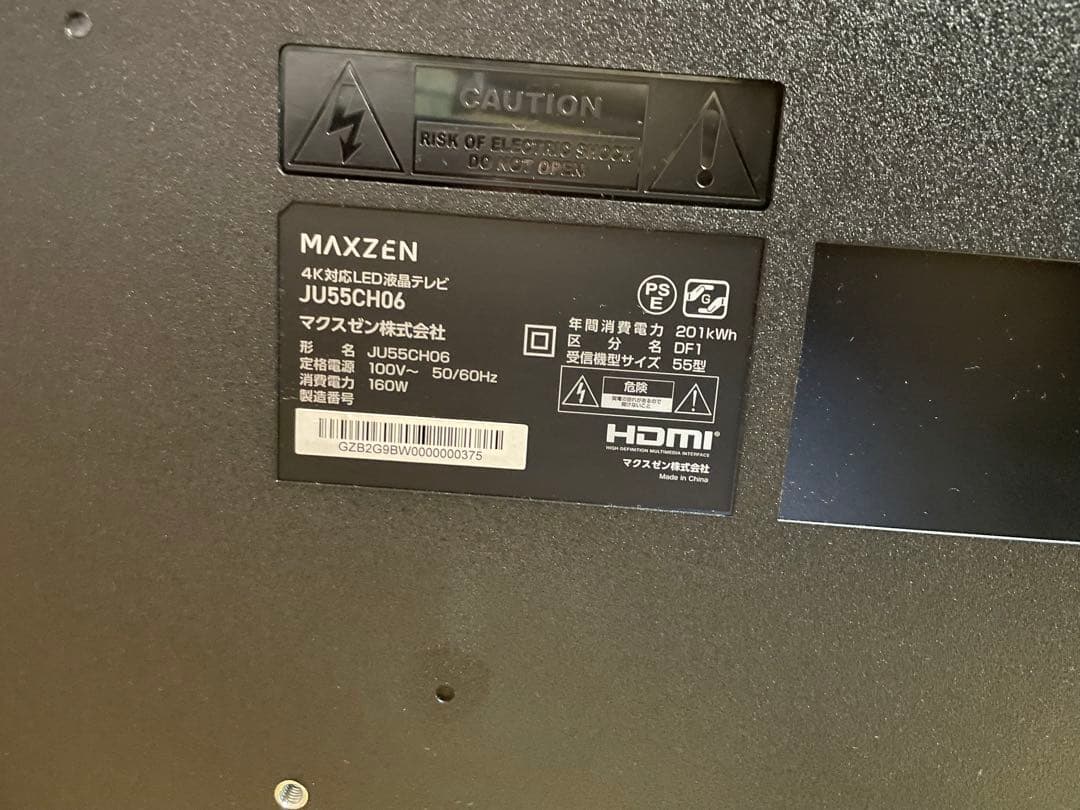 CAUTION
RISK OF ELECTRIC SHOCK
DO NOT OPEN
MAXZEN
4K対応LED液晶テレビ
JU55CH06
マクスゼン株式会社
形 名 JU55CH06
定格電源 100V～ 50/60Hz
消費電力 160W
製造番号
GZB2G9BW0000000375
PS
E
G
年間消費電力 201kWh
区分名 DF1
受信機型サイズ 55型
危険
HDMI
HIGH-DEFINITION MULTIMEDIA INTERFACE
マクスゼン株式会社
Made in China